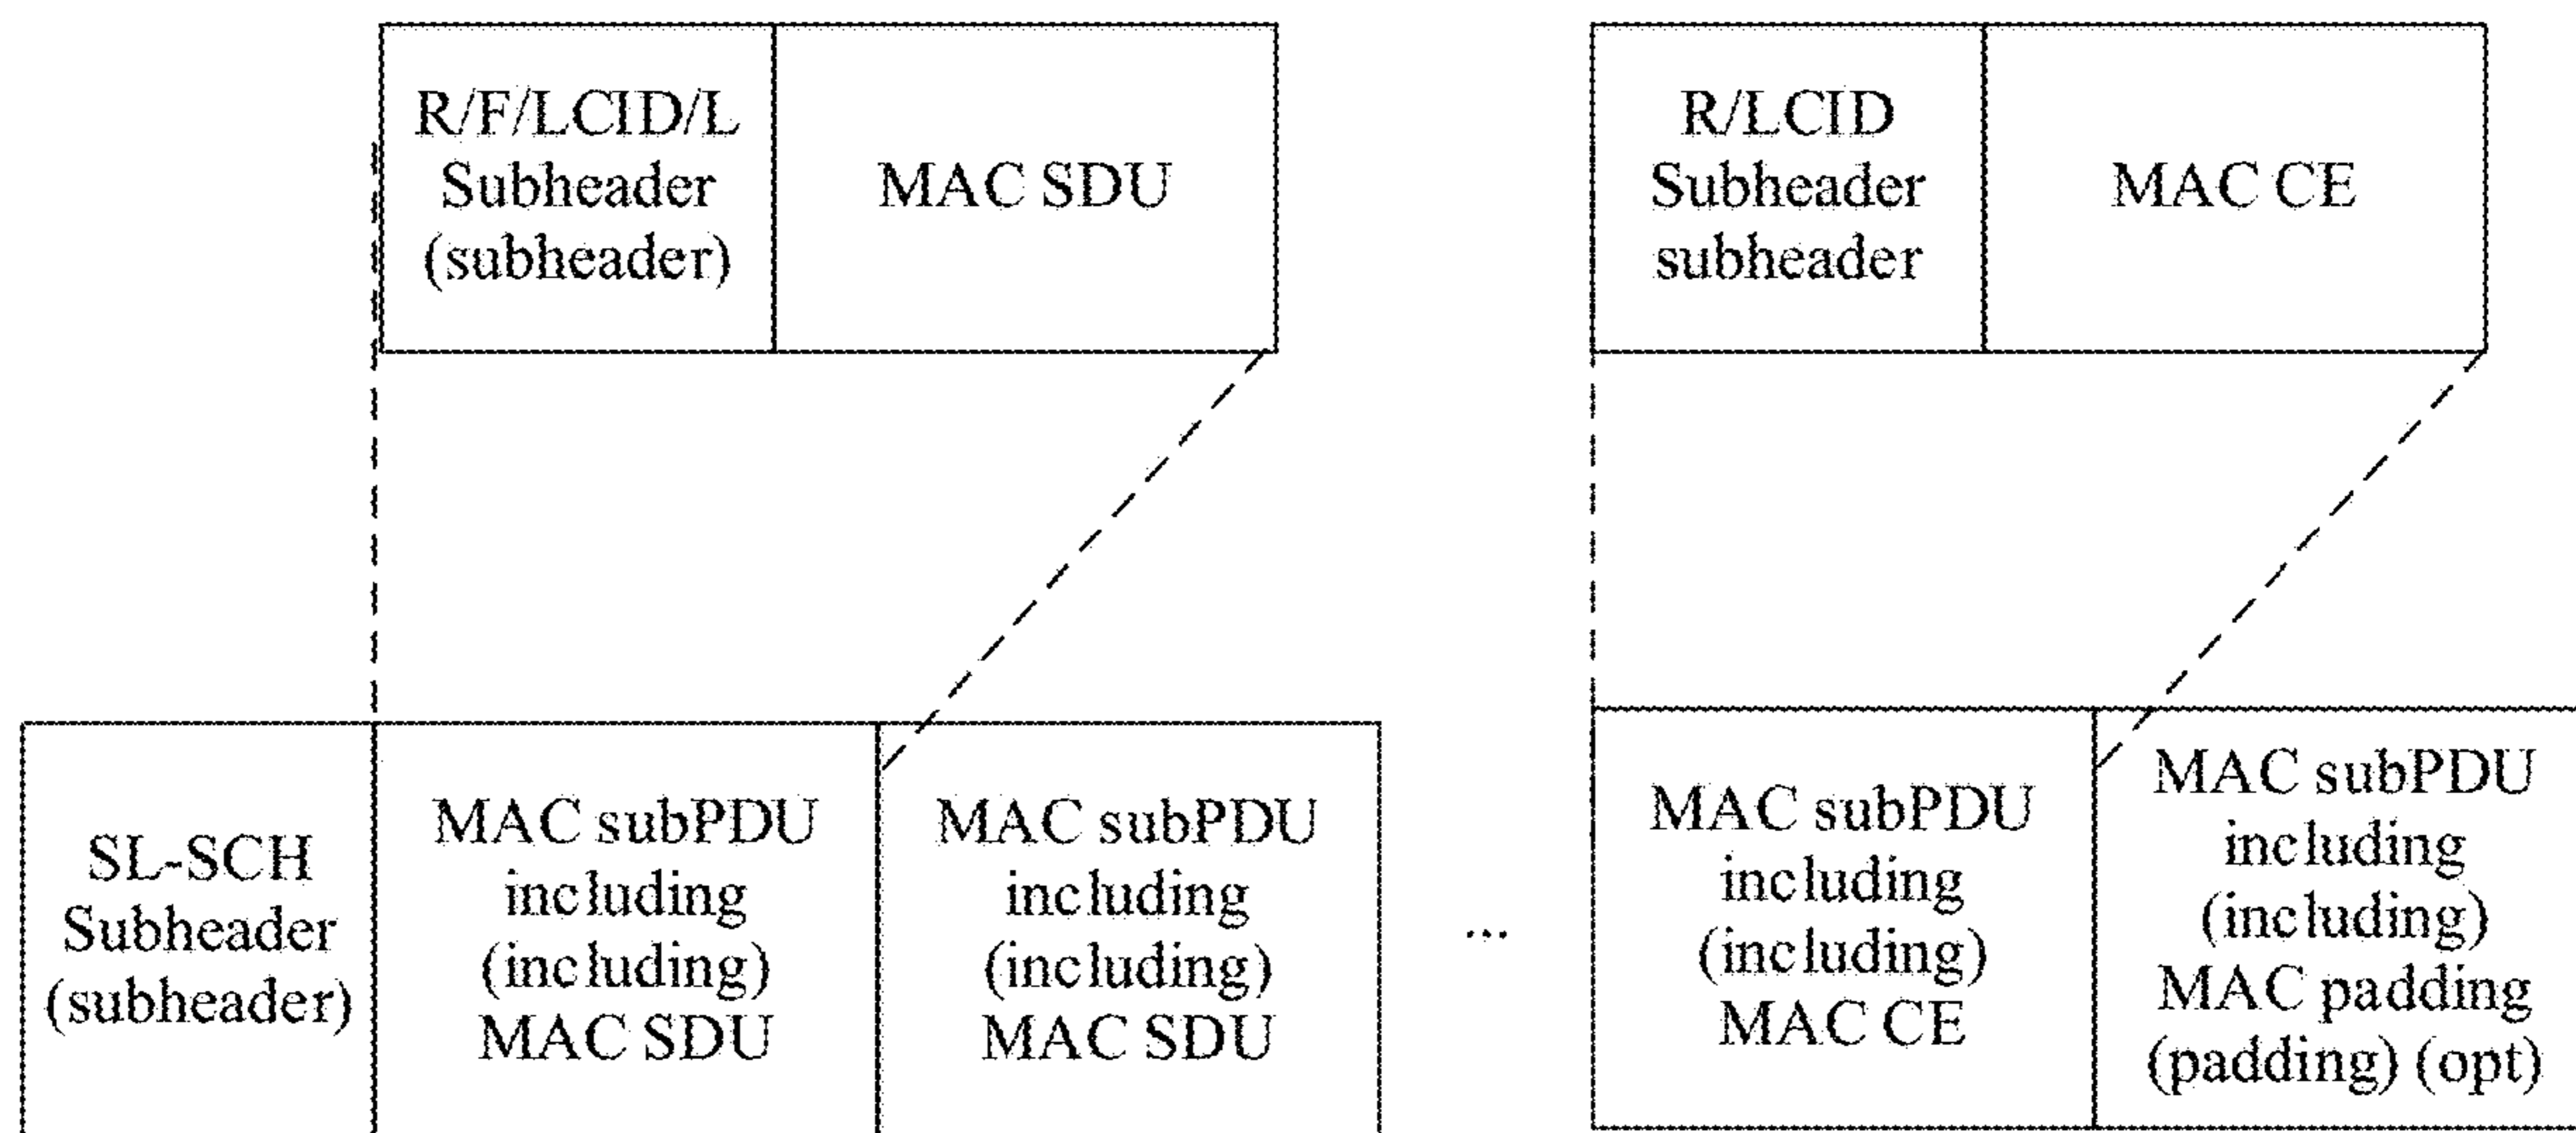 R/F/LCID/L
Subheader
(subheader)
MAC SDU
R/LCID
Subheader
subheader
MAC CE
SL-SCH
Subheader
(subheader)
MAC subPDU
including
(including)
MAC SDU
MAC subPDU
including
(including)
MAC SDU
...
MAC subPDU
including
(including)
MAC CE
MAC subPDU
including
(including)
MAC padding
(padding) (opt)